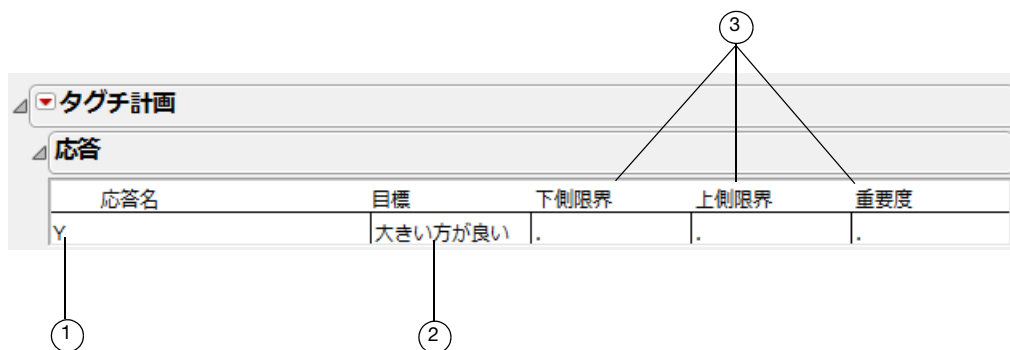 3
タグチ計画
応答
応答名 目標 下側限界 上側限界 重要度
Y 大きい方が良い . . .
1 2